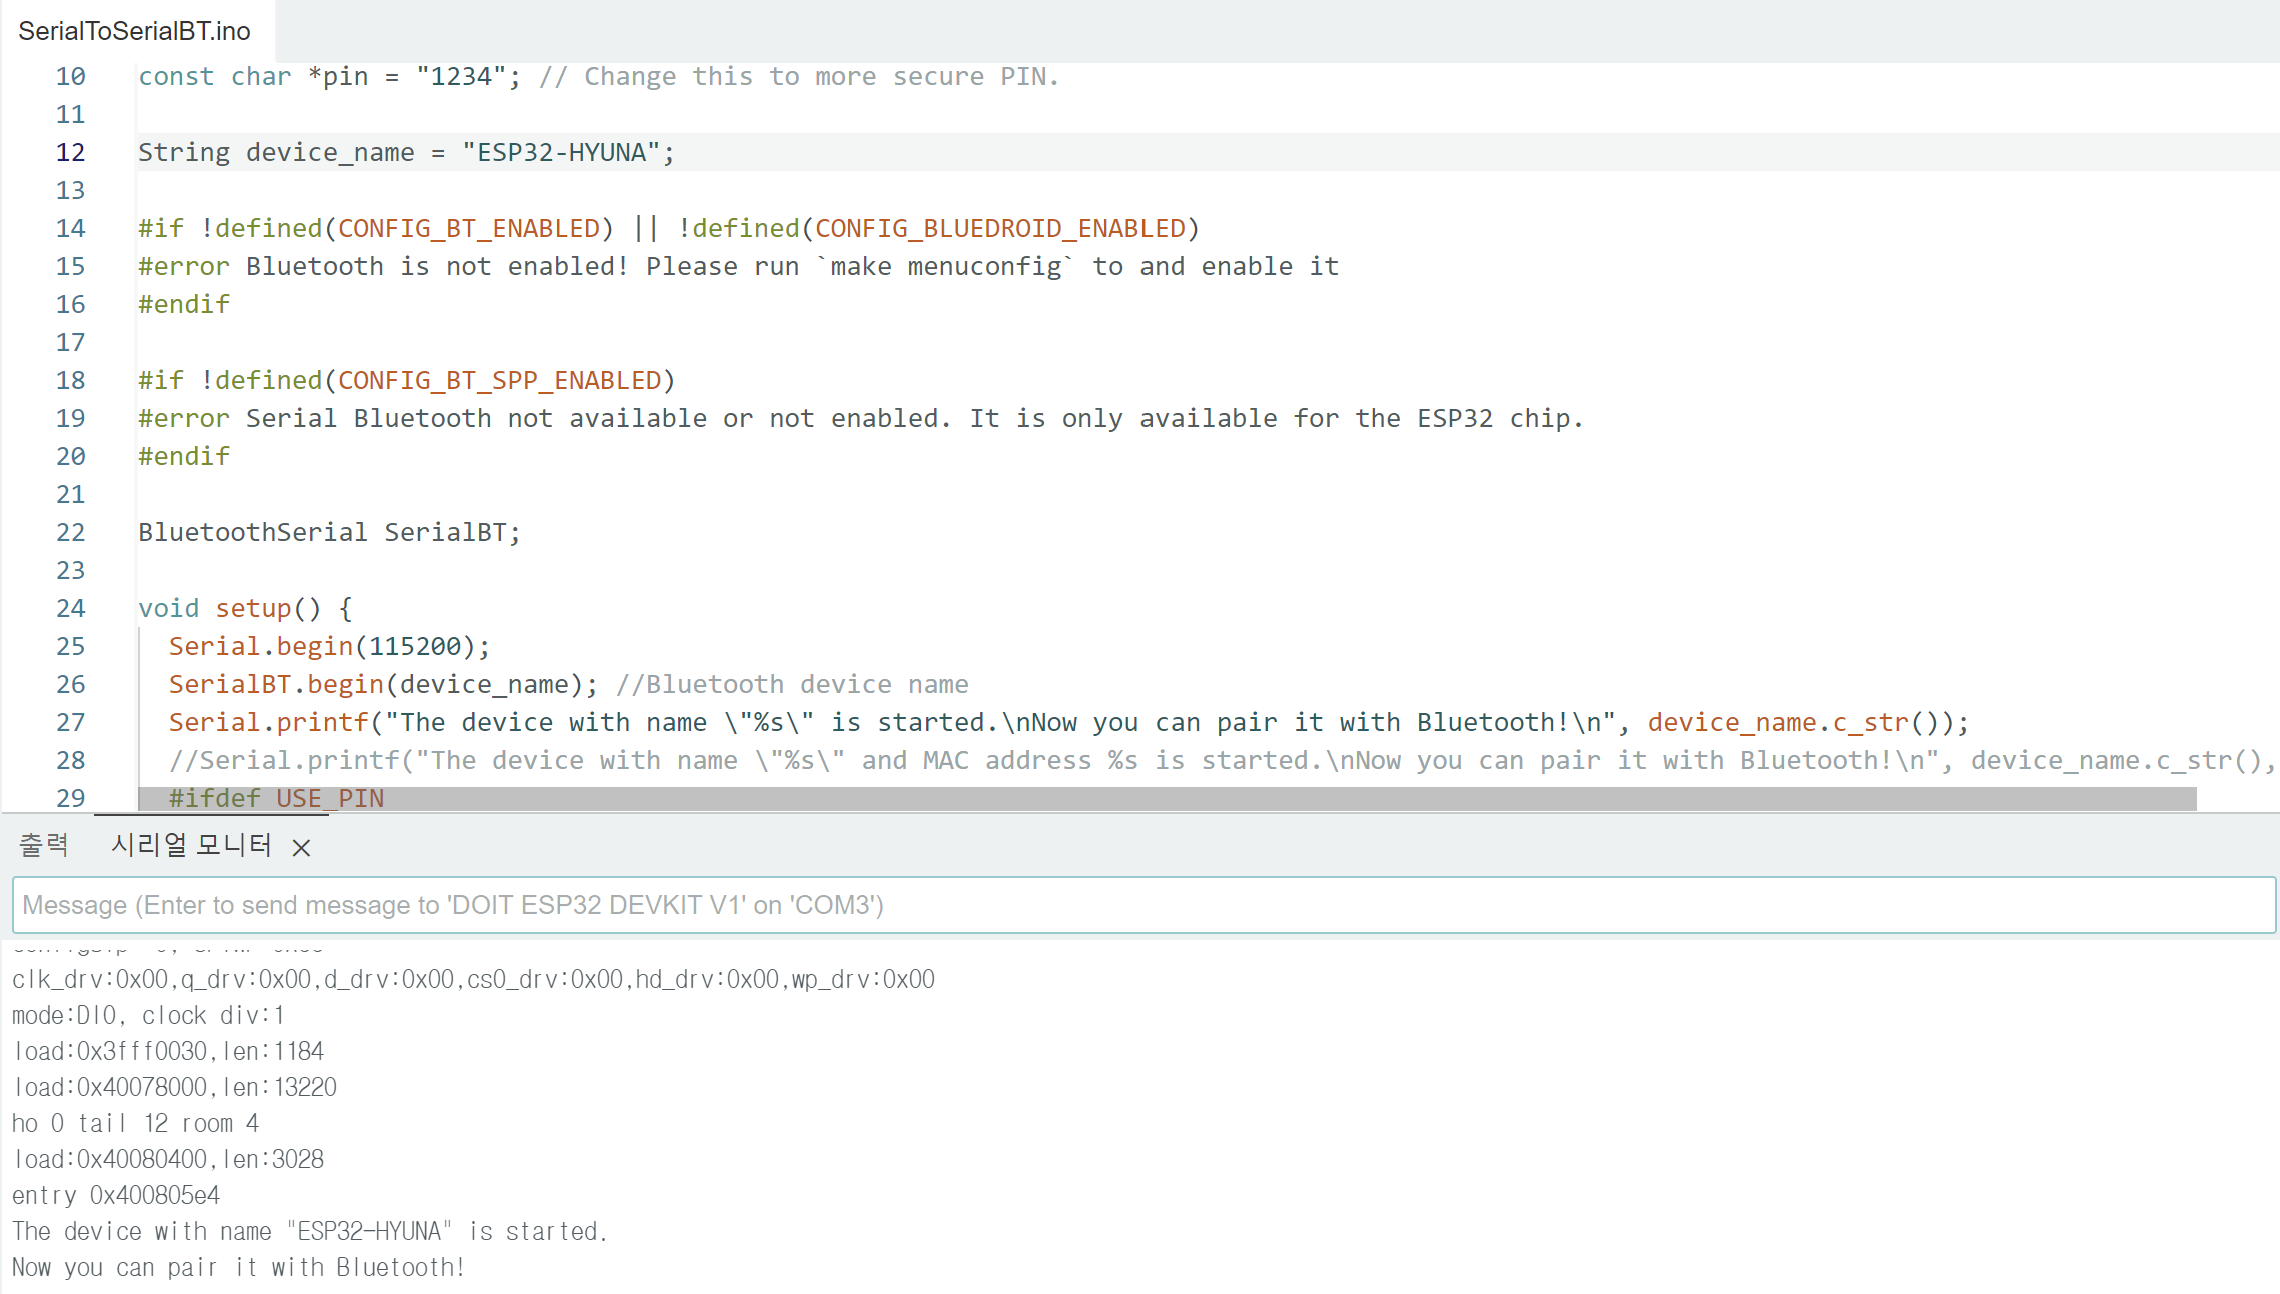 SerialToSerialBT.ino
10 const char *pin = "1234"; // Change this to more secure PIN.
11
12 String device_name = "ESP32-HYUNA";
13
14 #if !defined(CONFIG_BT_ENABLED) || !defined(CONFIG_BLUEDROID_ENABLED)
15 #error Bluetooth is not enabled! Please run `make menuconfig` to and enable it
16 #endif
17
18 #if !defined(CONFIG_BT_SPP_ENABLED)
19 #error Serial Bluetooth not available or not enabled. It is only available for the ESP32 chip.
20 #endif
21
22 BluetoothSerial SerialBT;
23
24 void setup() {
25 Serial.begin(115200);
26 SerialBT.begin(device_name); //Bluetooth device name
27 Serial.printf("The device with name \"%s\" is started.\nNow you can pair it with Bluetooth!\n", device_name.c_str());
28 //Serial.printf("The device with name \"%s\" and MAC address %s is started.\nNow you can pair it with Bluetooth!\n", device_name.c_str(),
29 #ifdef USE_PIN
출력 시리얼 모니터 ×
Message (Enter to send message to 'DOIT ESP32 DEVKIT V1' on 'COM3')
clk_drv:0x00,q_drv:0x00,d_drv:0x00,cs0_drv:0x00,hd_drv:0x00,wp_drv:0x00
mode:DIO, clock div:1
load:0x3fff0030,len:1184
load:0x40078000,len:13220
ho 0 tail 12 room 4
load:0x40080400,len:3028
entry 0x400805e4
The device with name "ESP32-HYUNA" is started.
Now you can pair it with Bluetooth!